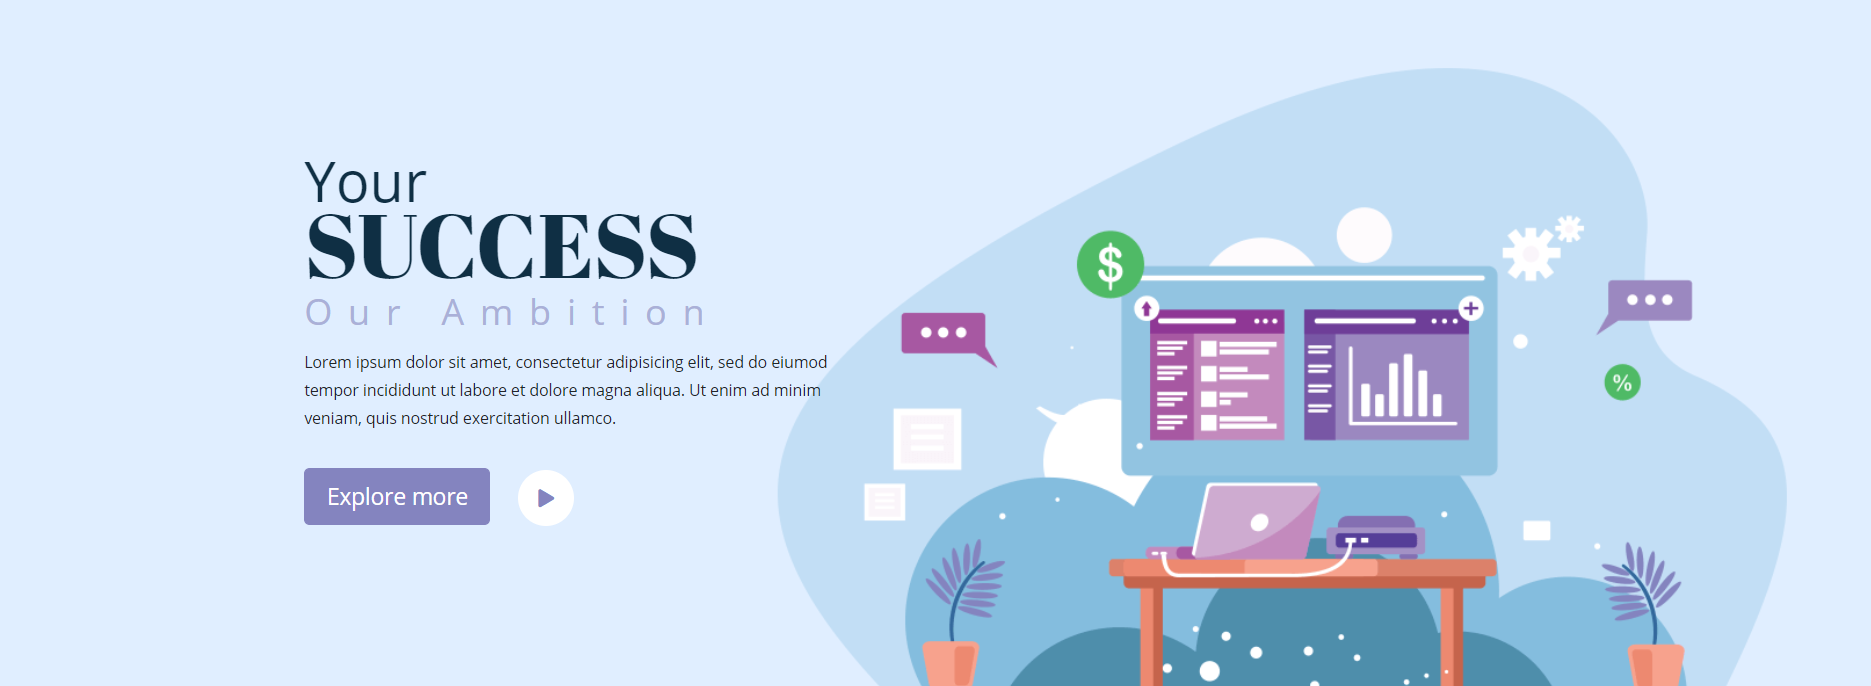 Your
SUCCESS
Our Ambition
Lorem ipsum dolor sit amet, consectetur adipisicing elit, sed do eiumod
tempor incididunt ut labore et dolore magna aliqua. Ut enim ad minim
veniam, quis nostrud exercitation ullamco.
Explore more
$
%